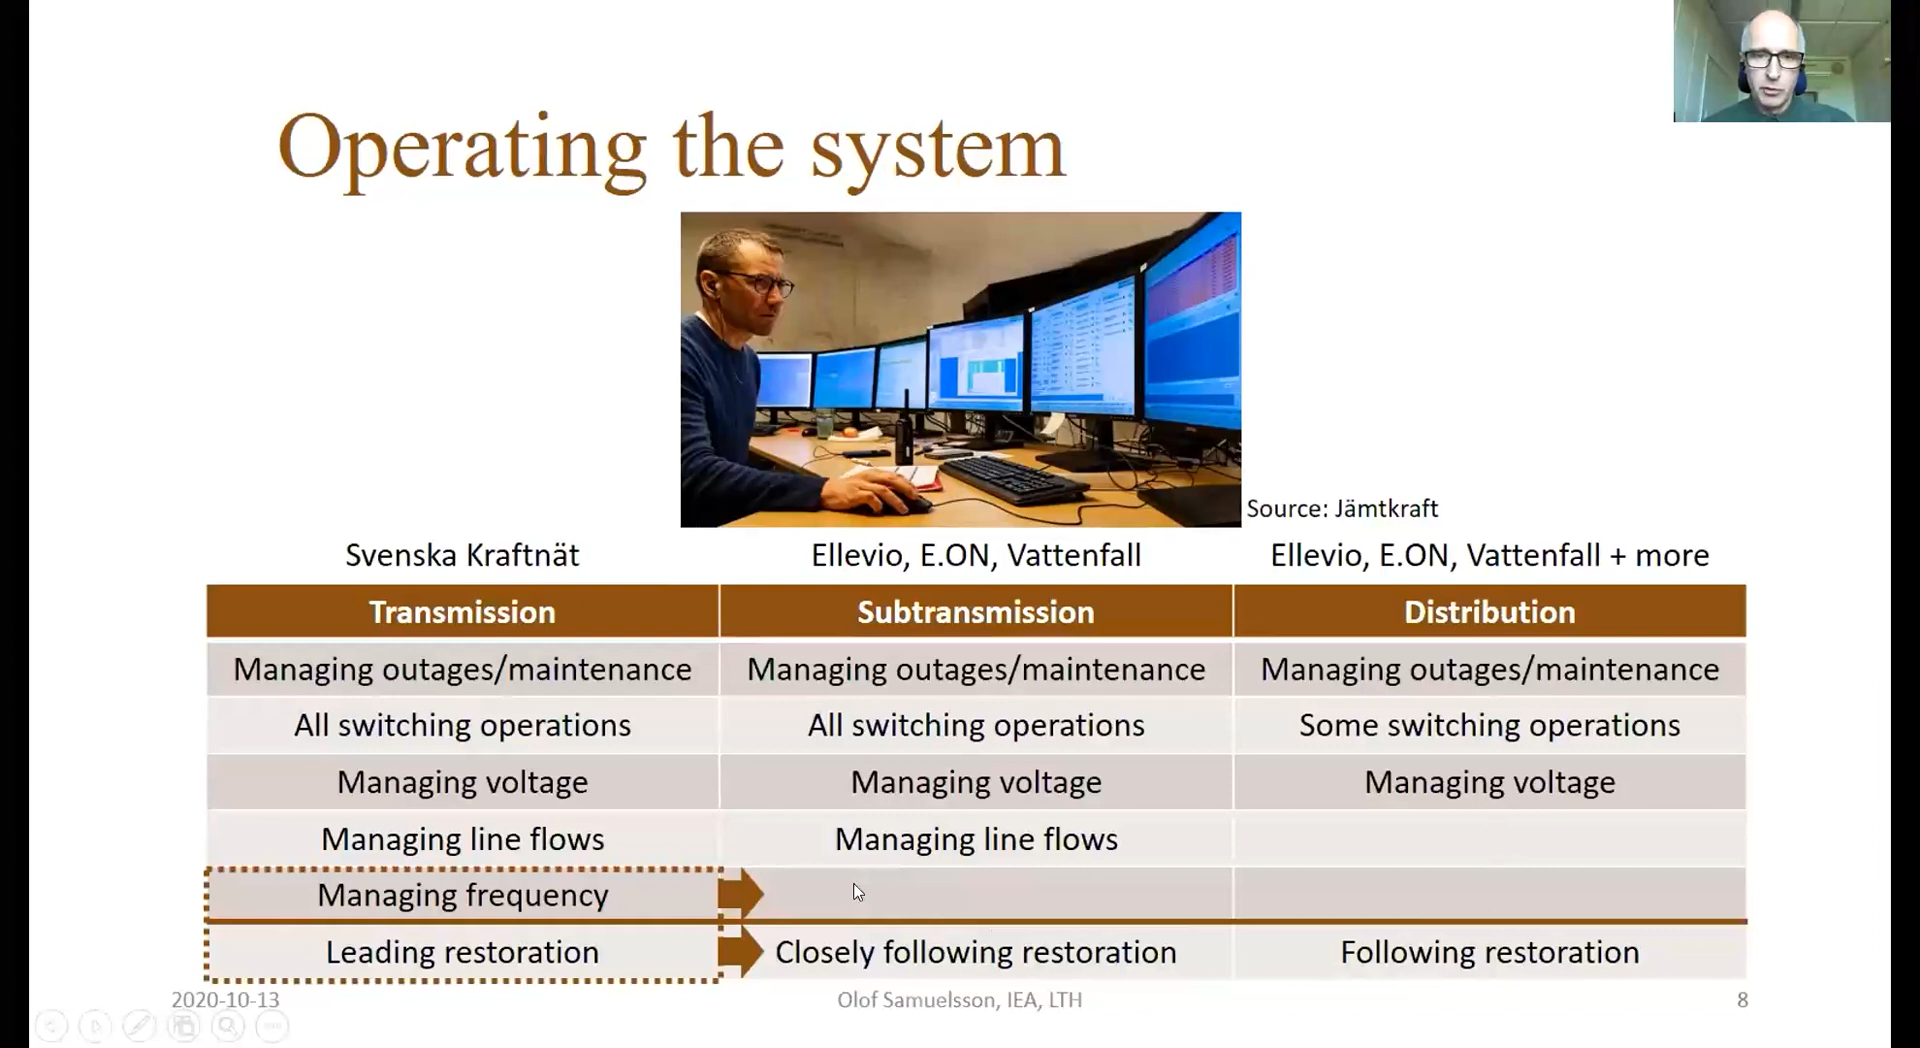 Operating the system
Source: Jämtkraft
Svenska Kraftnät
Ellevio, E.ON, Vattenfall
Ellevio, E.ON, Vattenfall + more
Transmission
Subtransmission
Distribution
Managing outages/maintenance
Managing outages/maintenance
Managing outages/maintenance
All switching operations
All switching operations
Some switching operations
Managing voltage
Managing voltage
Managing voltage
Managing line flows
Managing line flows
Managing frequency
Leading restoration
Closely following restoration
Following restoration
2020-10-13
Olof Samuelsson, IEA, LTH
8